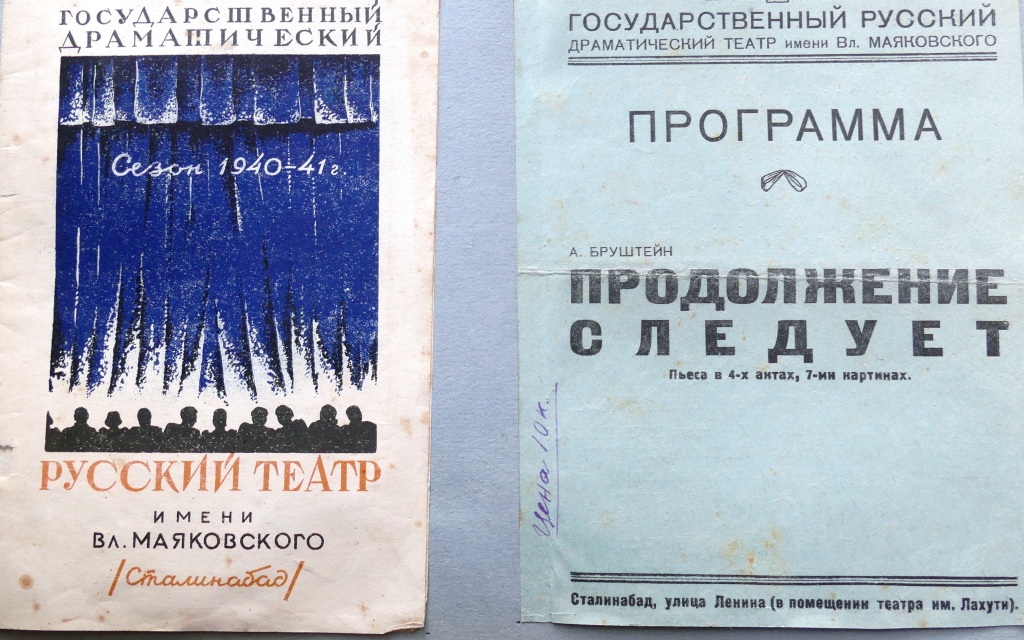 ГОСУДАРСТВЕННЫЙ
ДРАМАТИЧЕСКИЙ
Сезон 1940-41 г.
РУССКИЙ ТЕАТР
ИМЕНИ
Вл. МАЯКОВСКОГО
/Сталинабад/
ГОСУДАРСТВЕННЫЙ РУССКИЙ
ДРАМАТИЧЕСКИЙ ТЕАТР имени Вл. МАЯКОВСКОГО
ПРОГРАММА
А. БРУШТЕЙН
ПРОДОЛЖЕНИЕ
СЛЕДУЕТ
Пьеса в 4-х актах, 7-ми картинах.
Цена 10 к.
Сталинабад, улица Ленина (в помещении театра им. Лахути).